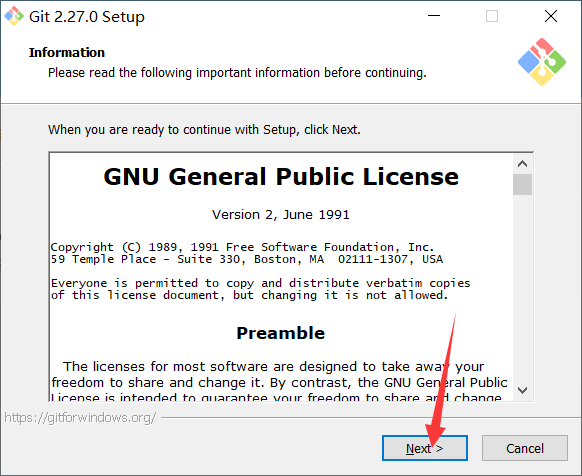 Git 2.27.0 Setup
Information
Please read the following important information before continuing.
When you are ready to continue with Setup, click Next.
GNU General Public License
Version 2, June 1991
Copyright (C) 1989, 1991 Free Software Foundation, Inc.
59 Temple Place - Suite 330, Boston, MA  02111-1307, USA
Everyone is permitted to copy and distribute verbatim copies
of this license document, but changing it is not allowed.
Preamble
The licenses for most software are designed to take away your
freedom to share and change it. By contrast, the GNU General Public
License is intended to guarantee your freedom to share and change
https://gitforwindows.org/
Next >
Cancel